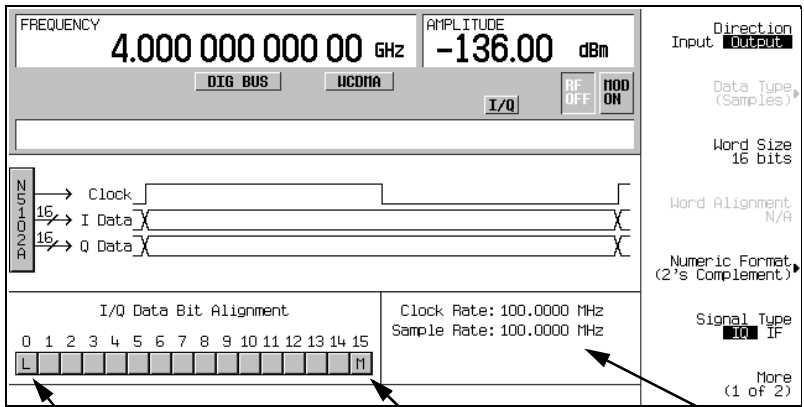 FREQUENCY
4.000 000 000 00 GHz
AMPLITUDE
-136.00 dBm
DIG BUS
WCDMA
I/Q
RF OFF
MOD ON
N5102A
Clock
16
I Data
16
Q Data
I/Q Data Bit Alignment
0 1 2 3 4 5 6 7 8 9 10 11 12 13 14 15
L
M
Clock Rate: 100.0000 MHz
Sample Rate: 100.0000 MHz
Direction
Input Output
Data Type
(Samples)
Word Size
16 bits
Word Alignment
N/A
Numeric Format
(2's Complement)
Signal Type
IQ IF
More
(1 of 2)